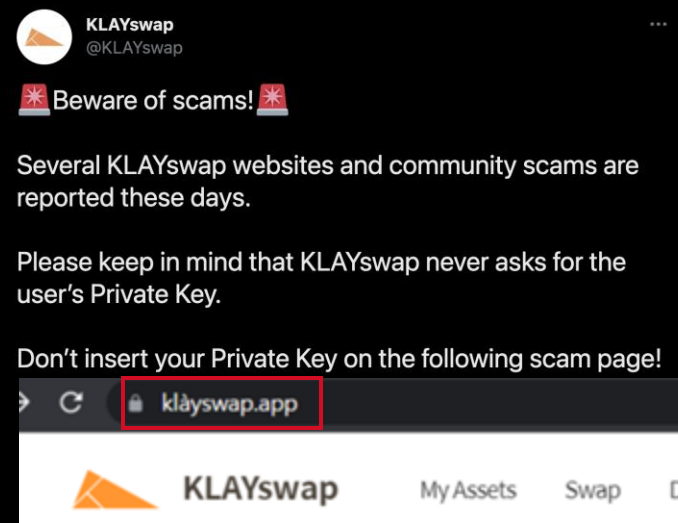 KLAYswap
@KLAYswap
🚨Beware of scams!🚨
Several KLAYswap websites and community scams are
reported these days.
Please keep in mind that KLAYswap never asks for the
user’s Private Key.
Don’t insert your Private Key on the following scam page!
klàyswap.app
KLAYswap My Assets Swap